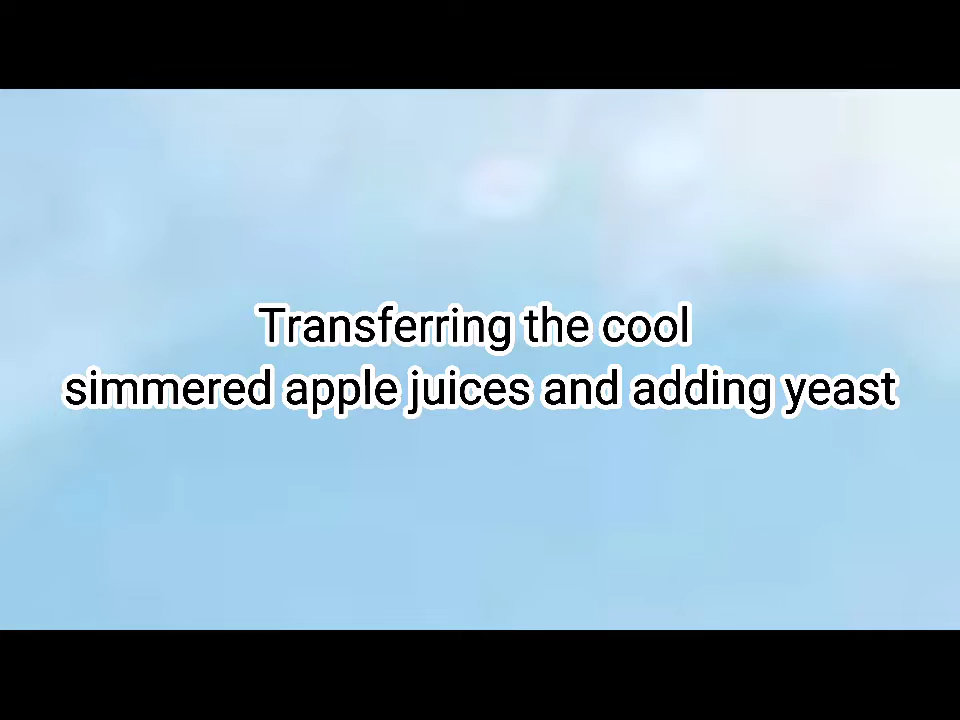 Transferring the cool
simmered apple juices and adding yeast